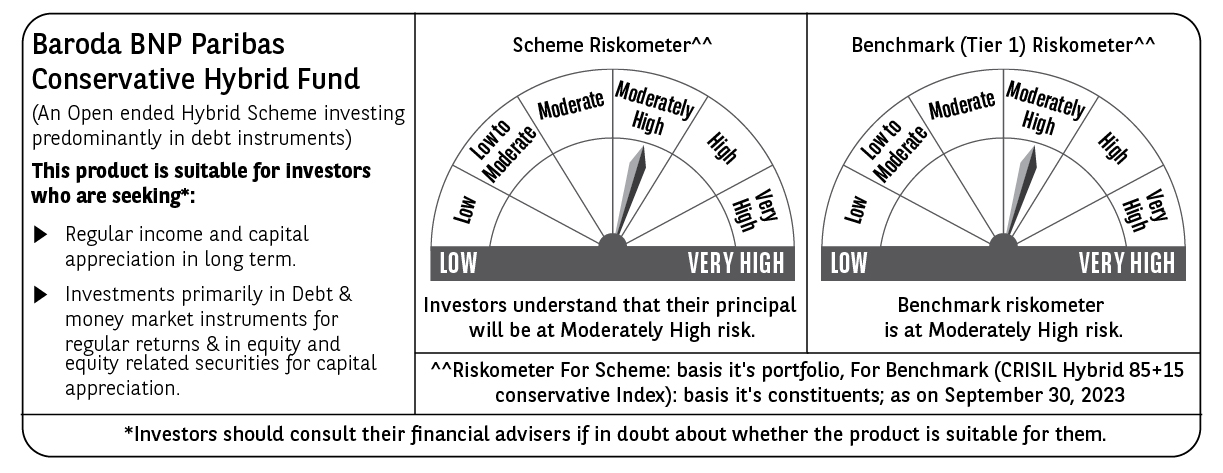 Baroda BNP Paribas
Conservative Hybrid Fund
(An Open ended Hybrid Scheme investing
predominantly in debt instruments)
This product is suitable for investors
who are seeking*:
Regular income and capital
appreciation in long term.
Investments primarily in Debt &
money market instruments for
regular returns & in equity and
equity related securities for capital
appreciation.
Scheme Riskometer^^
Low
Low to
Moderate
Moderate
Moderately
High
High
Very
High
LOW
VERY HIGH
Investors understand that their principal
will be at Moderately High risk.
Benchmark (Tier 1) Riskometer^^
Low
Low to
Moderate
Moderate
Moderately
High
High
Very
High
LOW
VERY HIGH
Benchmark riskometer
is at Moderately High risk.
^^Riskometer For Scheme: basis it's portfolio, For Benchmark (CRISIL Hybrid 85+15
conservative Index): basis it's constituents; as on September 30, 2023
*Investors should consult their financial advisers if in doubt about whether the product is suitable for them.